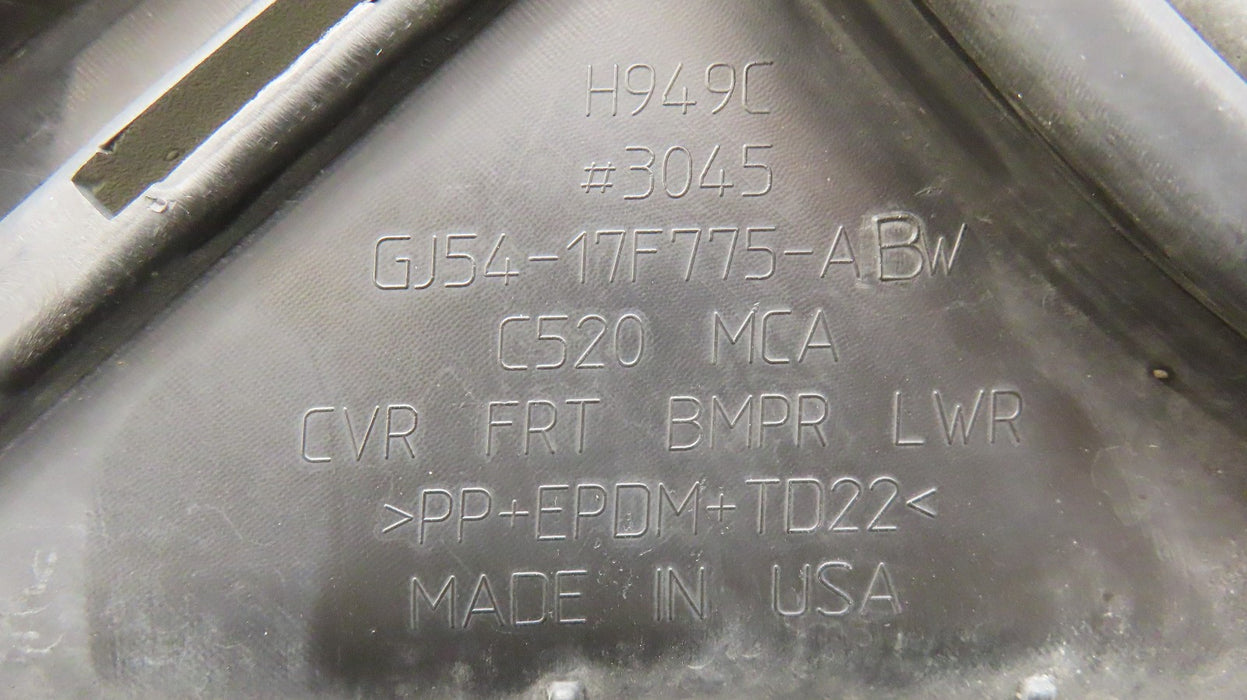 H949C
#3045
GJ54-17F775-ABW
C520 MCA
CVR FRT BMPR LWR
>PP+EPDM+TD22<
MADE IN USA